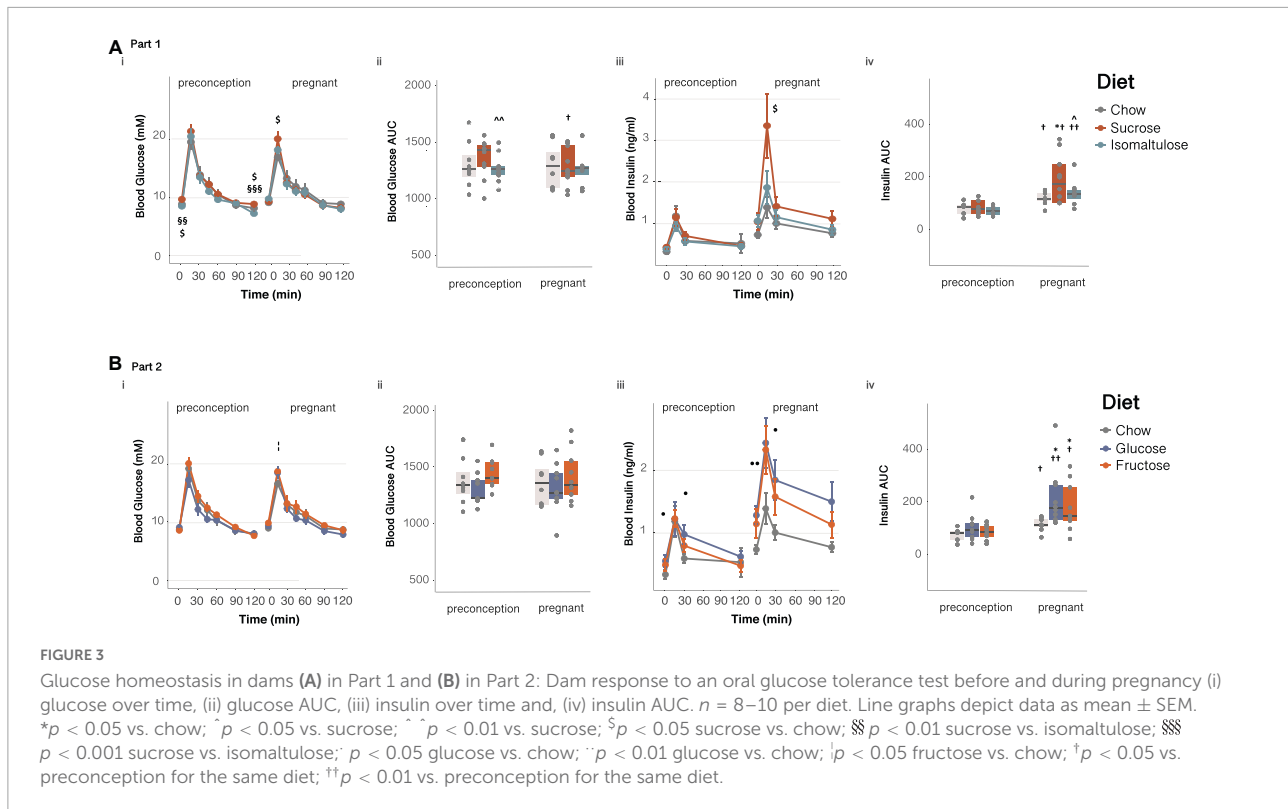 A Part 1
i
ii
iii
iv
preconception
pregnant
Blood Glucose (mM)
20
10
0
$
$
§§§
§§
$
0 30 60 90 120
0 30 60 90 120
Time (min)
Blood Glucose AUC
2000
1500
1000
500
^^
†
preconception
pregnant
preconception
pregnant
Blood Insulin (ng/ml)
4
3
2
1
$
0 30 60 90 120
0 30 60 90 120
Time (min)
Insulin AUC
400
200
0
†
*†
^
††
preconception
pregnant
Diet
Chow
Sucrose
Isomaltulose
B Part 2
i
ii
iii
iv
preconception
pregnant
Blood Glucose (mM)
20
10
0
¦
0 30 60 90 120
0 30 60 90 120
Time (min)
Blood Glucose AUC
2000
1500
1000
500
preconception
pregnant
preconception
pregnant
Blood Insulin (ng/ml)
2
1
•
•
••
•
0 30 60 90 120
0 30 60 90 120
Time (min)
Insulin AUC
400
200
0
†
*
††
*
†
preconception
pregnant
Diet
Chow
Glucose
Fructose
FIGURE 3
Glucose homeostasis in dams (A) in Part 1 and (B) in Part 2: Dam response to an oral glucose tolerance test before and during pregnancy (i)
glucose over time, (ii) glucose AUC, (iii) insulin over time and, (iv) insulin AUC. n = 8–10 per diet. Line graphs depict data as mean ± SEM.
*p < 0.05 vs. chow; ^p < 0.05 vs. sucrose; ^ ^p < 0.01 vs. sucrose; $p < 0.05 sucrose vs. chow; §§ p < 0.01 sucrose vs. isomaltulose; §§§
p < 0.001 sucrose vs. isomaltulose;· p < 0.05 glucose vs. chow; ··p < 0.01 glucose vs. chow; ¦p < 0.05 fructose vs. chow; †p < 0.05 vs.
preconception for the same diet; ††p < 0.01 vs. preconception for the same diet.